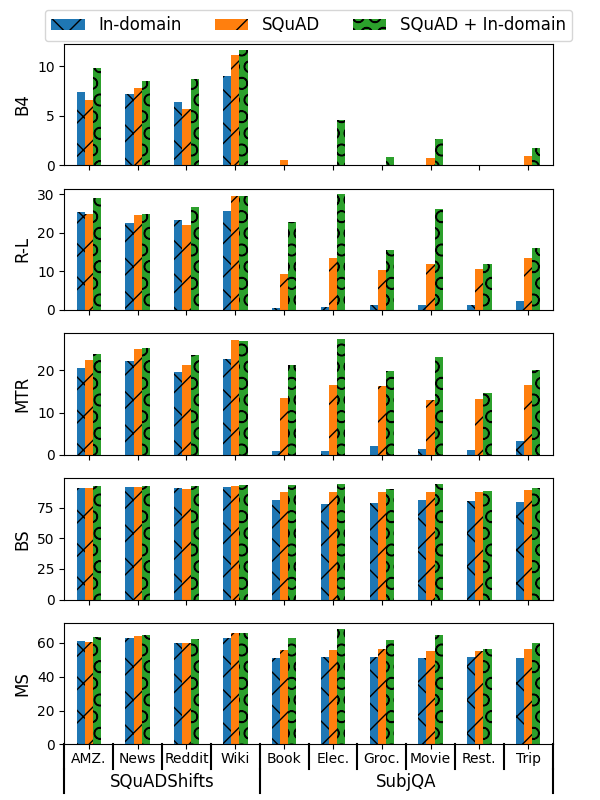 In-domain SQuAD SQuAD + In-domain
B4
10
5
0
R-L
30
20
10
0
MTR
20
10
0
BS
75
50
25
0
MS
60
40
20
0
AMZ. News Reddit Wiki Book Elec. Groc. Movie Rest. Trip
SQuADShifts SubjQA